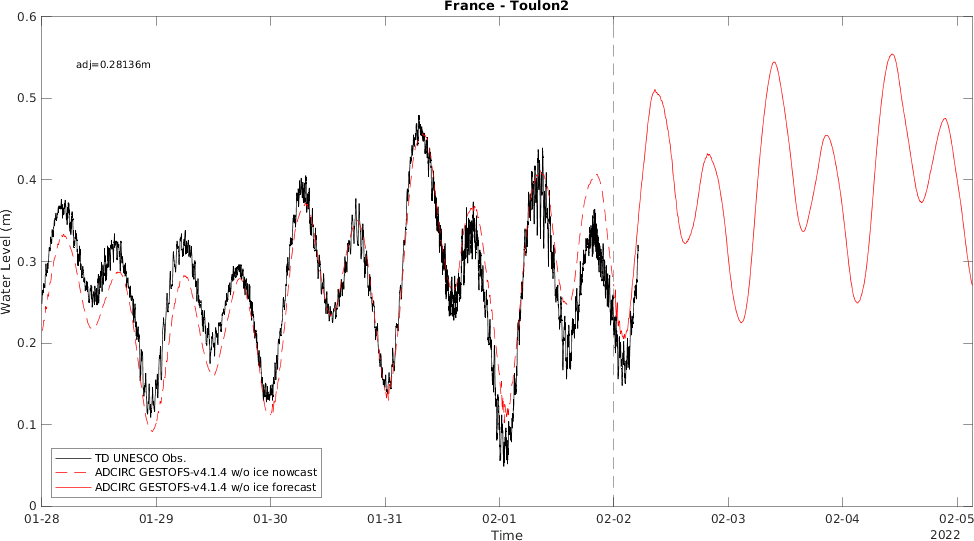 France - Toulon2
adj=0.28136m
Water Level (m)
0.6
0.5
0.4
0.3
0.2
0.1
0
TD UNESCO Obs.
ADCIRC GESTOFS-v4.1.4 w/o ice nowcast
ADCIRC GESTOFS-v4.1.4 w/o ice forecast
01-28 01-29 01-30 01-31 02-01 02-02 02-03 02-04 02-05
2022
Time